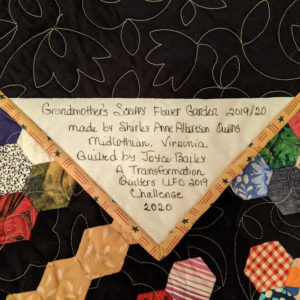 Grandmother's Scrappy Flower Garden 2019/20
made by Shirley Anne Albertson Owens
Midlothian, Virginia
Quilted by Joyce Bailey
A Transformation
Quilters UFO 2019
Challenge
2020